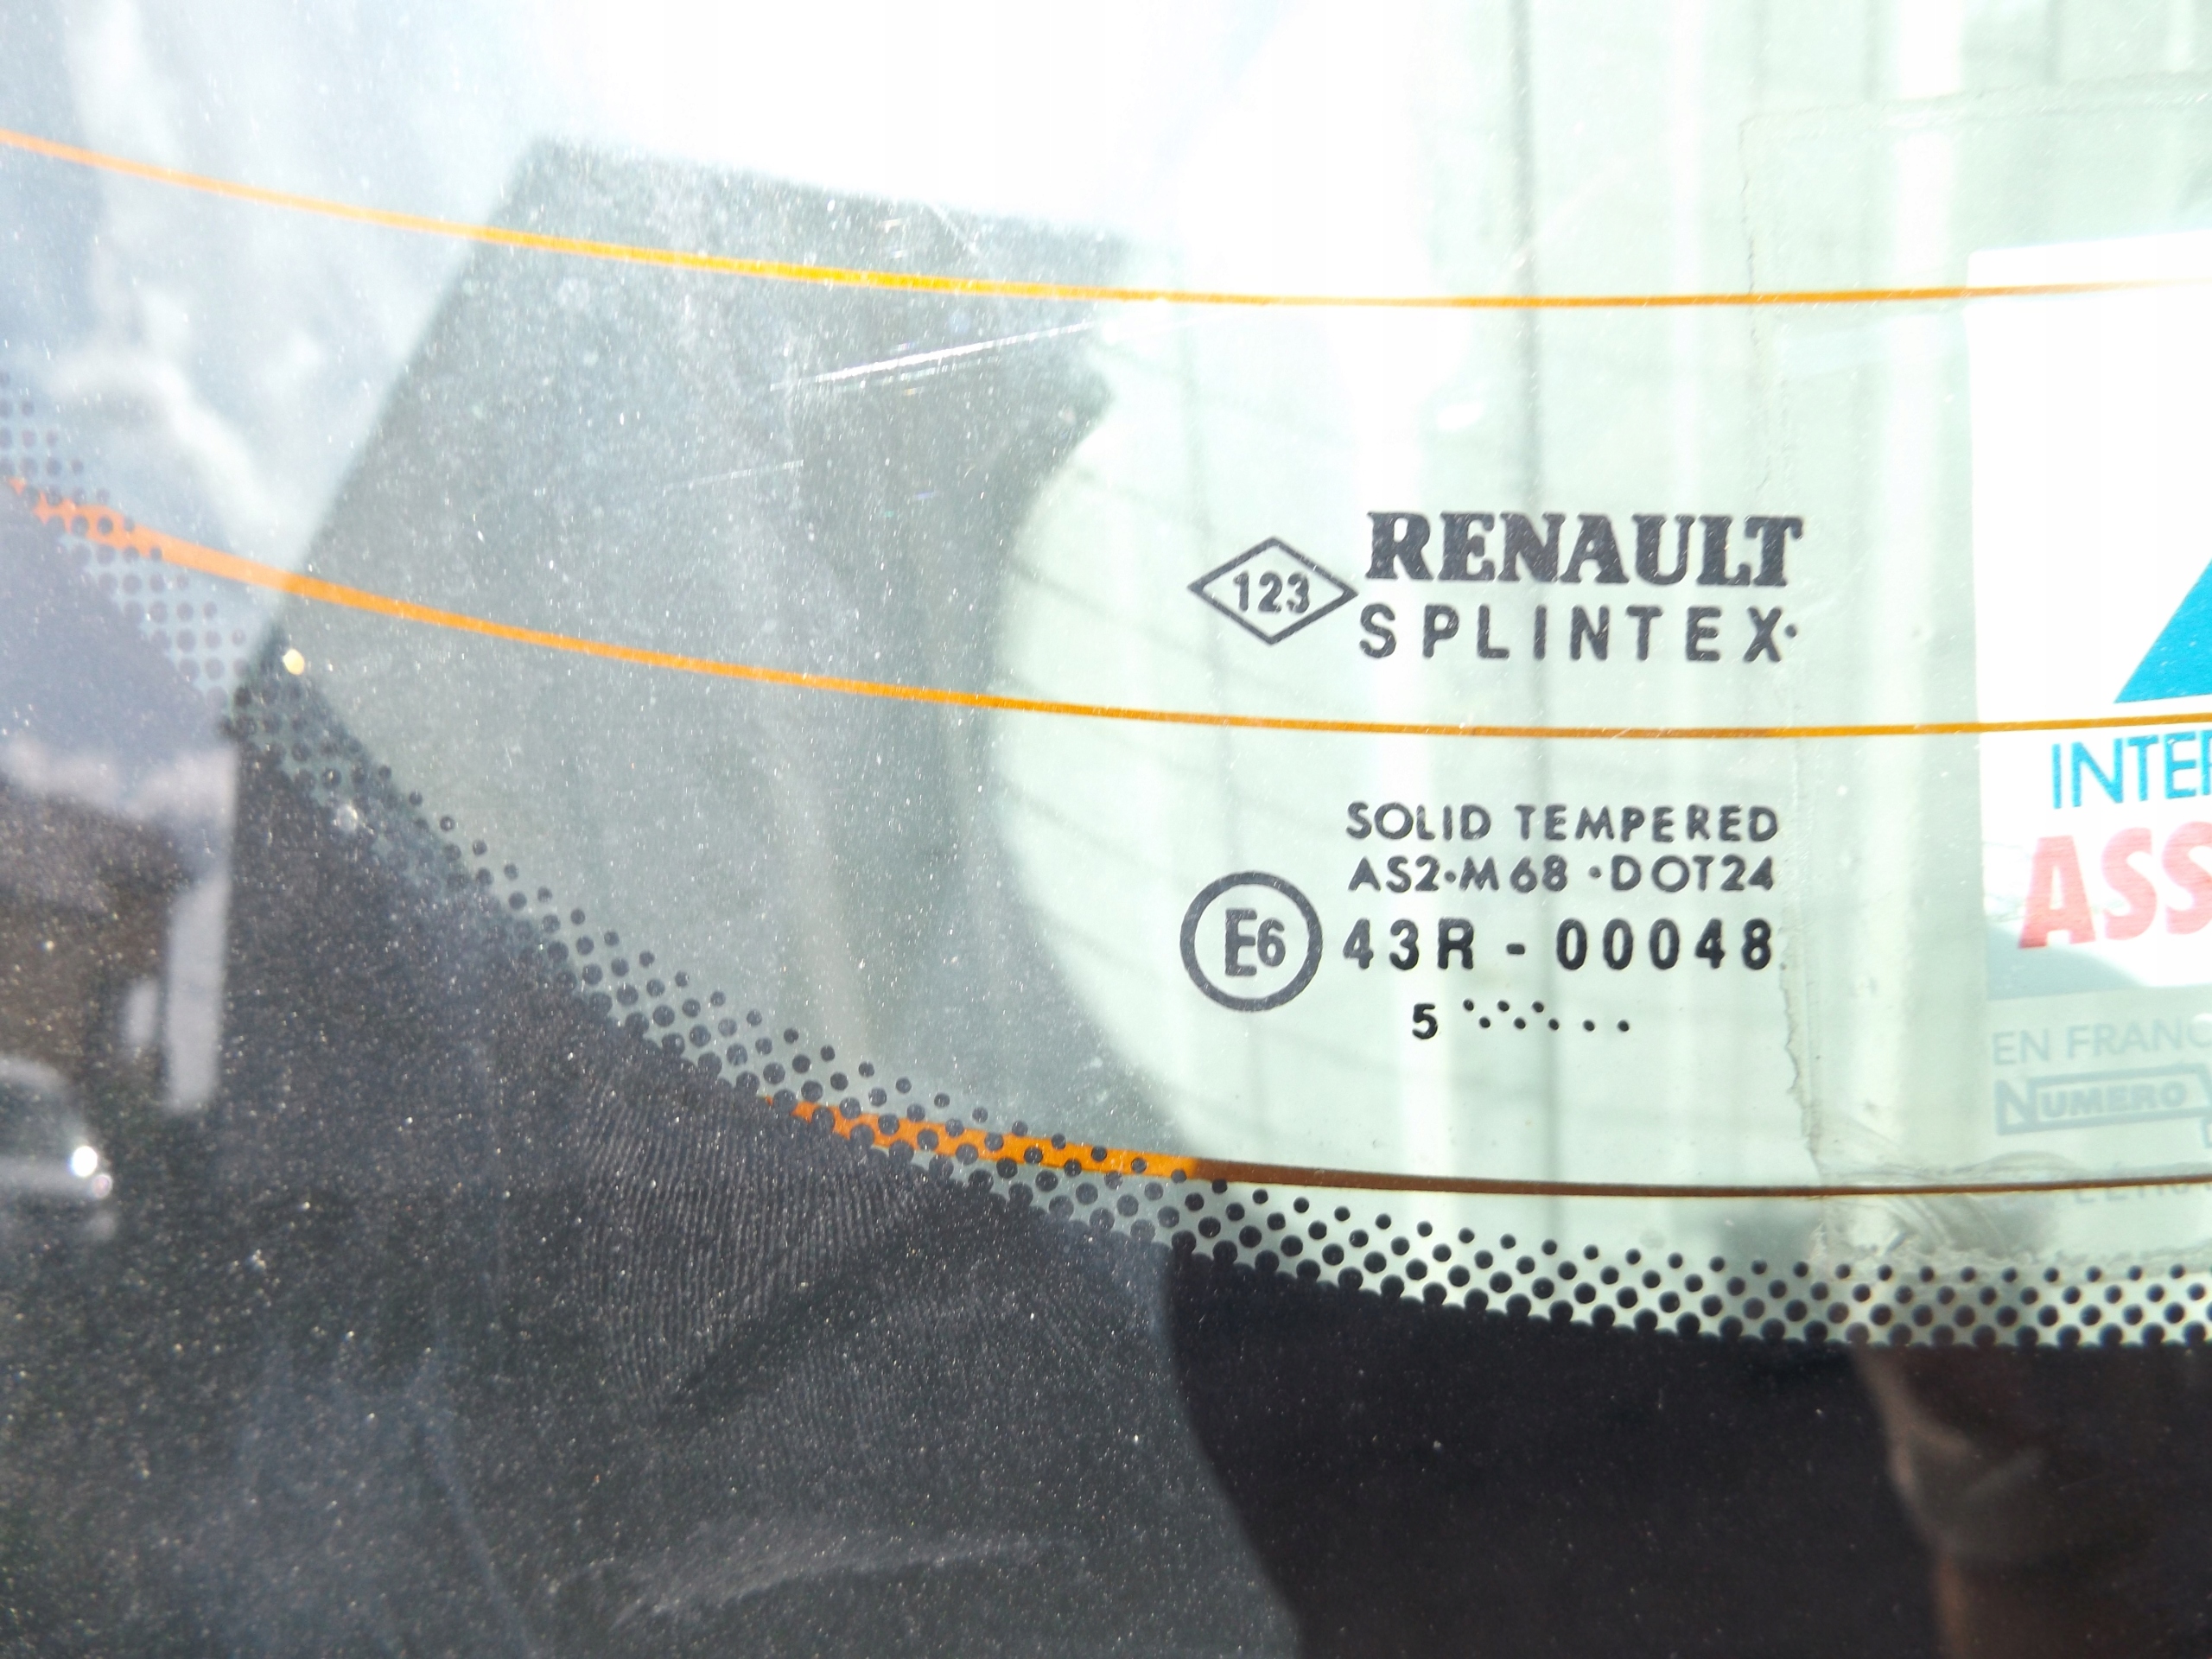 RENAULT
123
SPLINTEX
SOLID TEMPERED
AS2·M68·DOT24
E6 43R - 00048
5
INTER
ASS
EN FRANC
NUMERO